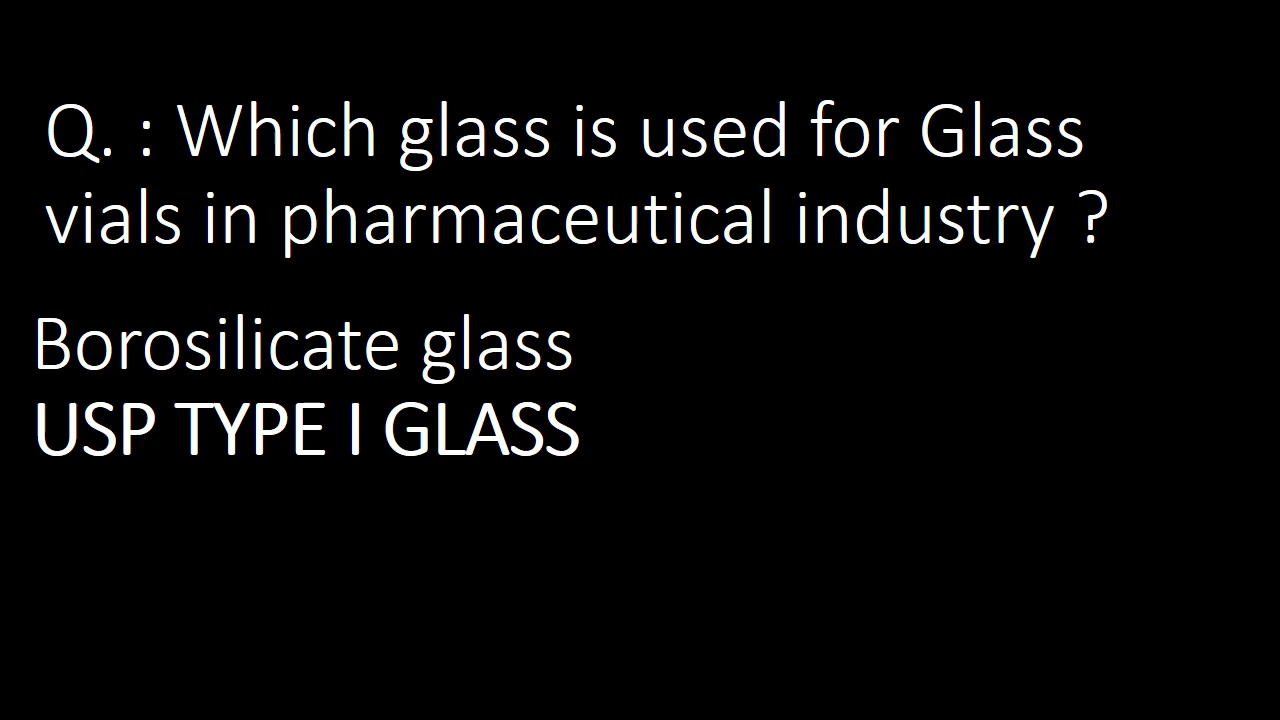 Q. : Which glass is used for Glass
vials in pharmaceutical industry ?
Borosilicate glass
USP TYPE I GLASS